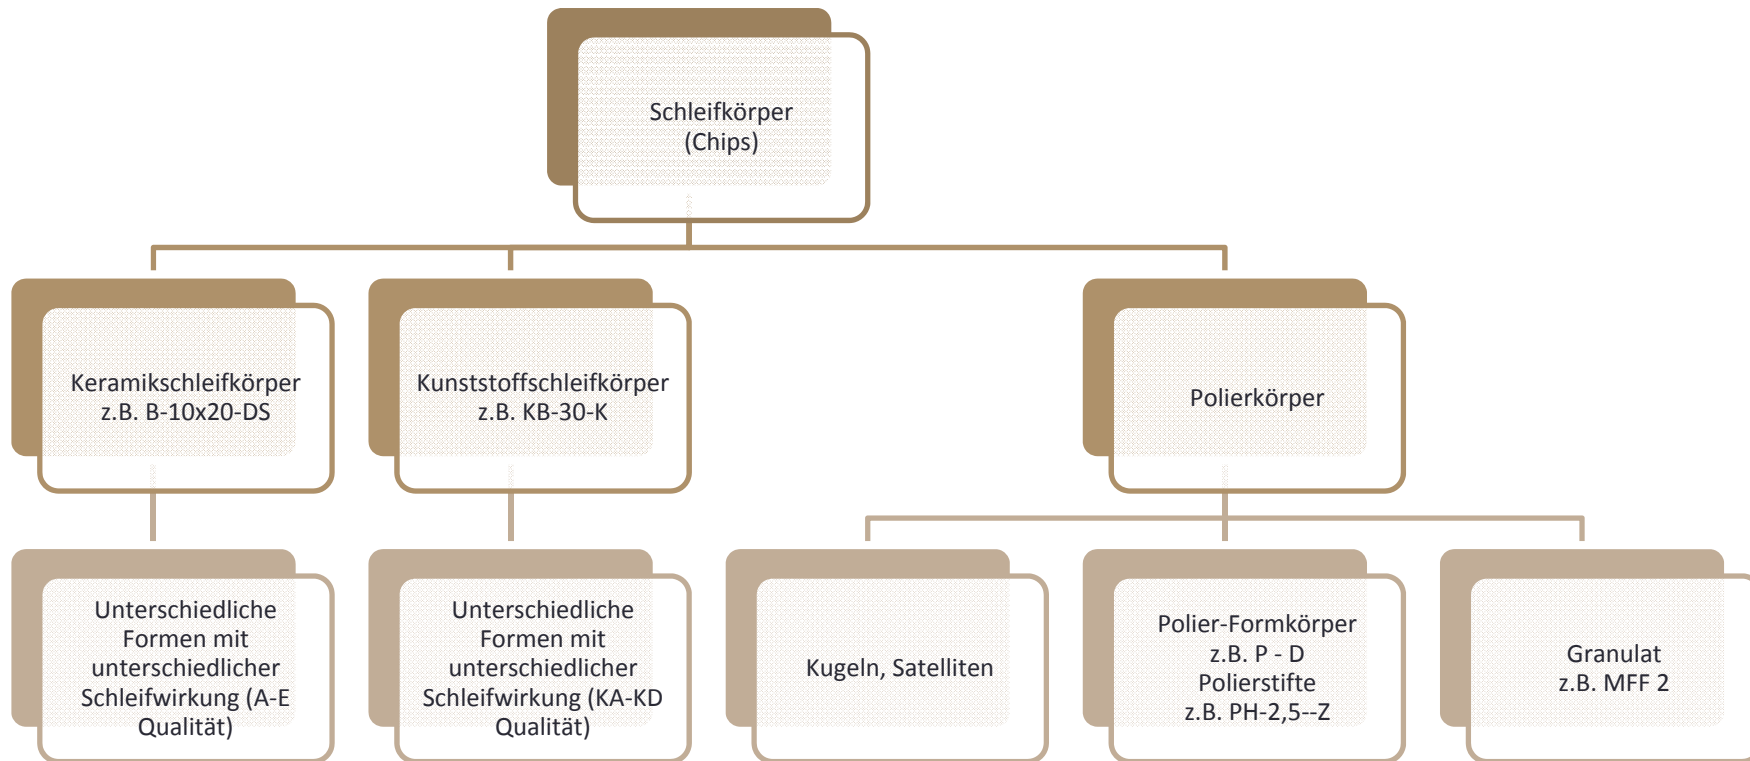 Schleifkörper
(Chips)
Keramikschleifkörper
z.B. B-10x20-DS
Kunststoffschleifkörper
z.B. KB-30-K
Polierkörper
Unterschiedliche
Formen mit
unterschiedlicher
Schleifwirkung (A-E
Qualität)
Unterschiedliche
Formen mit
unterschiedlicher
Schleifwirkung (KA-KD
Qualität)
Kugeln, Satelliten
Polier-Formkörper
z.B. P - D
Polierstifte
z.B. PH-2,5--Z
Granulat
z.B. MFF 2